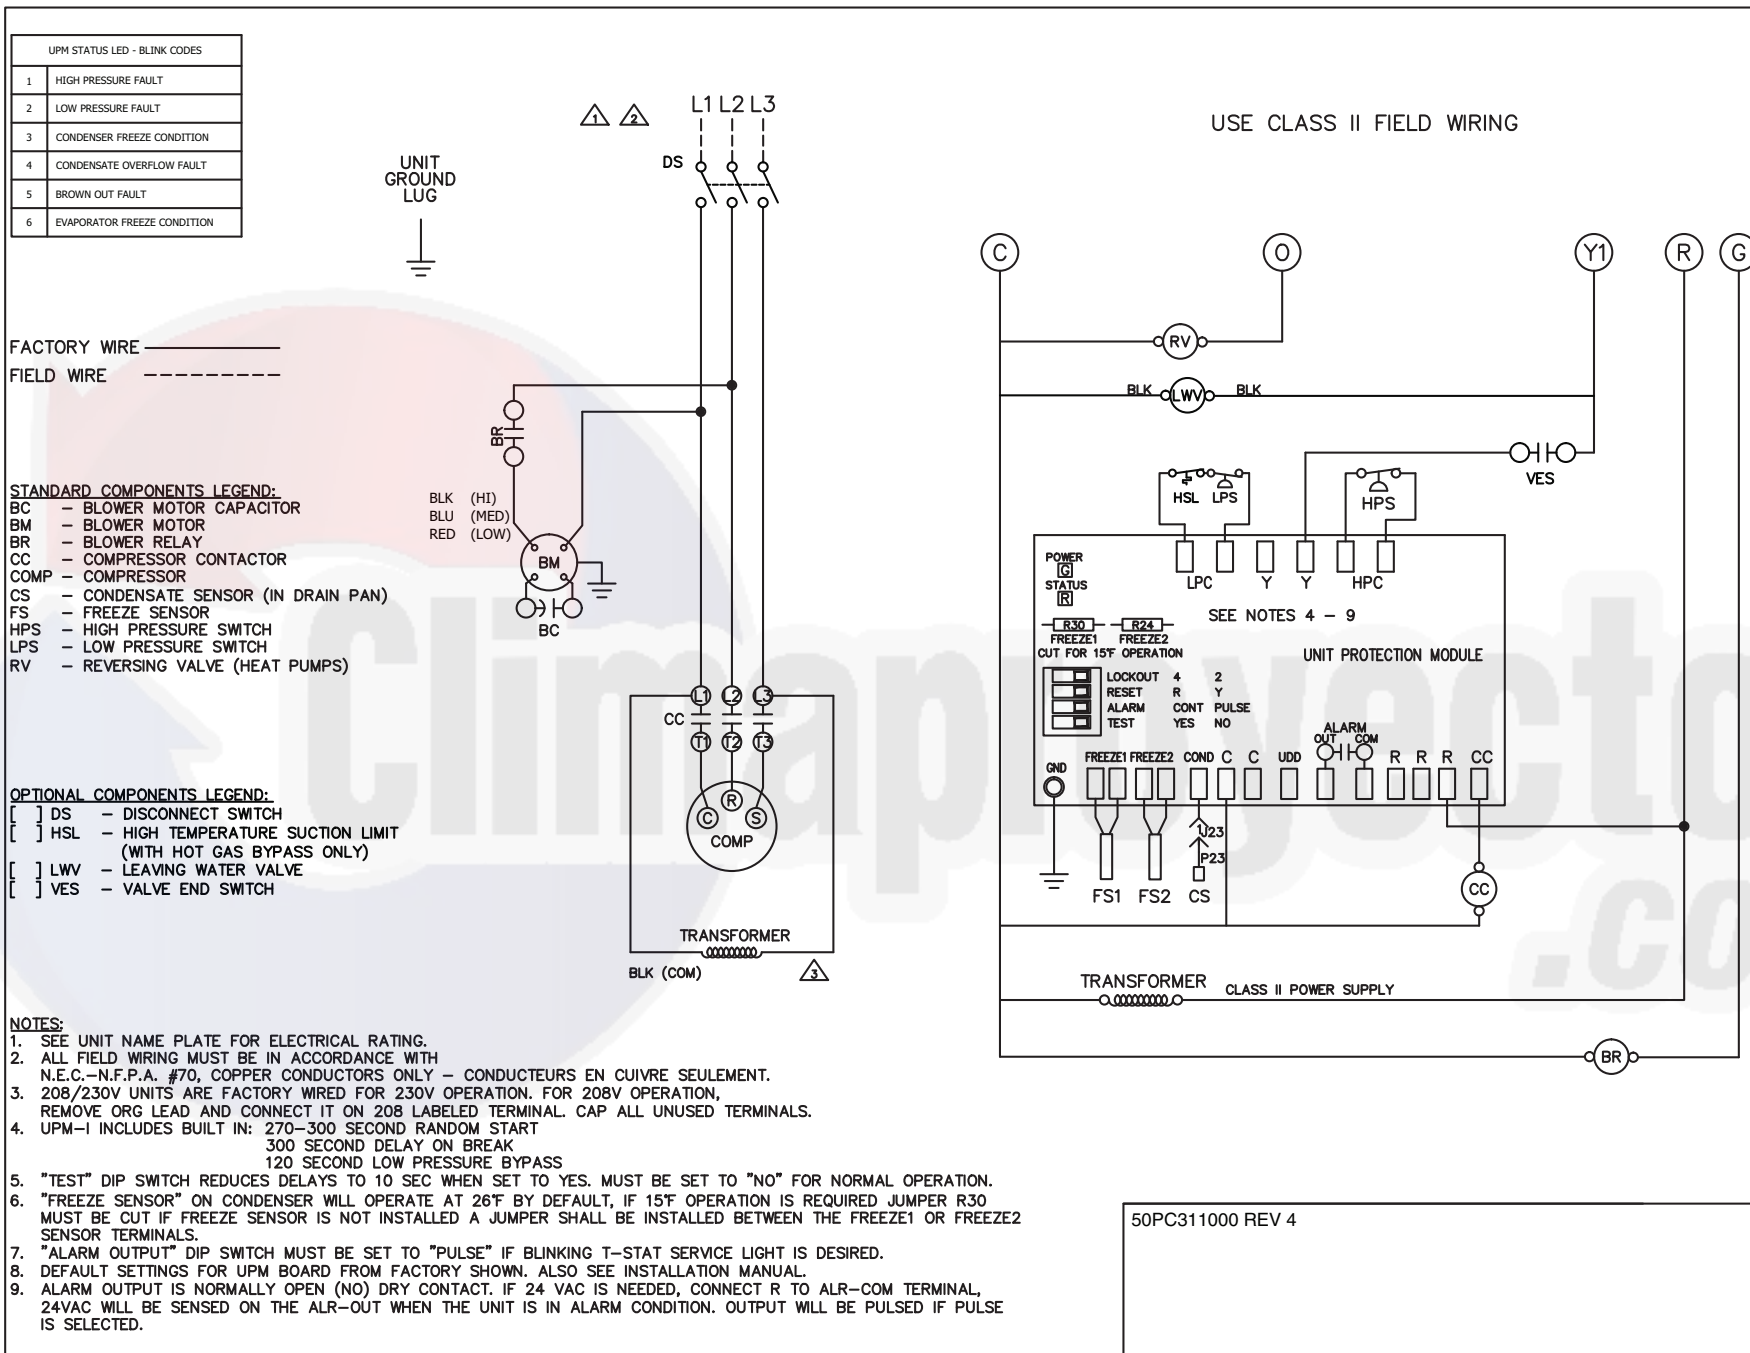 UPM STATUS LED - BLINK CODES
1 HIGH PRESSURE FAULT
2 LOW PRESSURE FAULT
3 CONDENSER FREEZE CONDITION
4 CONDENSATE OVERFLOW FAULT
5 BROWN OUT FAULT
6 EVAPORATOR FREEZE CONDITION
UNIT
GROUND
LUG
1 2
L1 L2 L3
DS
USE CLASS II FIELD WIRING
C O Y1 R G
FACTORY WIRE
FIELD WIRE
STANDARD COMPONENTS LEGEND:
BC – BLOWER MOTOR CAPACITOR
BM – BLOWER MOTOR
BR – BLOWER RELAY
CC – COMPRESSOR CONTACTOR
COMP – COMPRESSOR
CS – CONDENSATE SENSOR (IN DRAIN PAN)
FS – FREEZE SENSOR
HPS – HIGH PRESSURE SWITCH
LPS – LOW PRESSURE SWITCH
RV – REVERSING VALVE (HEAT PUMPS)
OPTIONAL COMPONENTS LEGEND:
[ ] DS – DISCONNECT SWITCH
[ ] HSL – HIGH TEMPERATURE SUCTION LIMIT
(WITH HOT GAS BYPASS ONLY)
[ ] LWV – LEAVING WATER VALVE
[ ] VES – VALVE END SWITCH
BR
BLK (HI)
BLU (MED)
RED (LOW)
BM
BC
L1 L2 L3
CC
T1 T2 T3
R
C S
COMP
TRANSFORMER
BLK (COM)
3
RV
BLK LWV BLK
VES
HSL LPS
HPS
LPC Y Y HPC
POWER
G
STATUS
R
SEE NOTES 4 – 9
R30 R24
FREEZE1 FREEZE2
CUT FOR 15°F OPERATION
UNIT PROTECTION MODULE
LOCKOUT 4 2
RESET R Y
ALARM CONT PULSE
TEST YES NO
ALARM
OUT COM
GND FREEZE1 FREEZE2 COND C C UDD R R R CC
1 J23
P23
FS1 FS2 CS
CC
TRANSFORMER
CLASS II POWER SUPPLY
BR
Climaproyecto
.co
NOTES:
1. SEE UNIT NAME PLATE FOR ELECTRICAL RATING.
2. ALL FIELD WIRING MUST BE IN ACCORDANCE WITH
N.E.C.–N.F.P.A. #70, COPPER CONDUCTORS ONLY – CONDUCTEURS EN CUIVRE SEULEMENT.
3. 208/230V UNITS ARE FACTORY WIRED FOR 230V OPERATION. FOR 208V OPERATION,
REMOVE ORG LEAD AND CONNECT IT ON 208 LABELED TERMINAL. CAP ALL UNUSED TERMINALS.
4. UPM–I INCLUDES BUILT IN: 270–300 SECOND RANDOM START
300 SECOND DELAY ON BREAK
120 SECOND LOW PRESSURE BYPASS
5. "TEST" DIP SWITCH REDUCES DELAYS TO 10 SEC WHEN SET TO YES. MUST BE SET TO "NO" FOR NORMAL OPERATION.
6. "FREEZE SENSOR" ON CONDENSER WILL OPERATE AT 26°F BY DEFAULT, IF 15°F OPERATION IS REQUIRED JUMPER R30
MUST BE CUT IF FREEZE SENSOR IS NOT INSTALLED A JUMPER SHALL BE INSTALLED BETWEEN THE FREEZE1 OR FREEZE2
SENSOR TERMINALS.
7. "ALARM OUTPUT" DIP SWITCH MUST BE SET TO "PULSE" IF BLINKING T–STAT SERVICE LIGHT IS DESIRED.
8. DEFAULT SETTINGS FOR UPM BOARD FROM FACTORY SHOWN. ALSO SEE INSTALLATION MANUAL.
9. ALARM OUTPUT IS NORMALLY OPEN (NO) DRY CONTACT. IF 24 VAC IS NEEDED, CONNECT R TO ALR–COM TERMINAL,
24VAC WILL BE SENSED ON THE ALR–OUT WHEN THE UNIT IS IN ALARM CONDITION. OUTPUT WILL BE PULSED IF PULSE
IS SELECTED.
50PC311000 REV 4